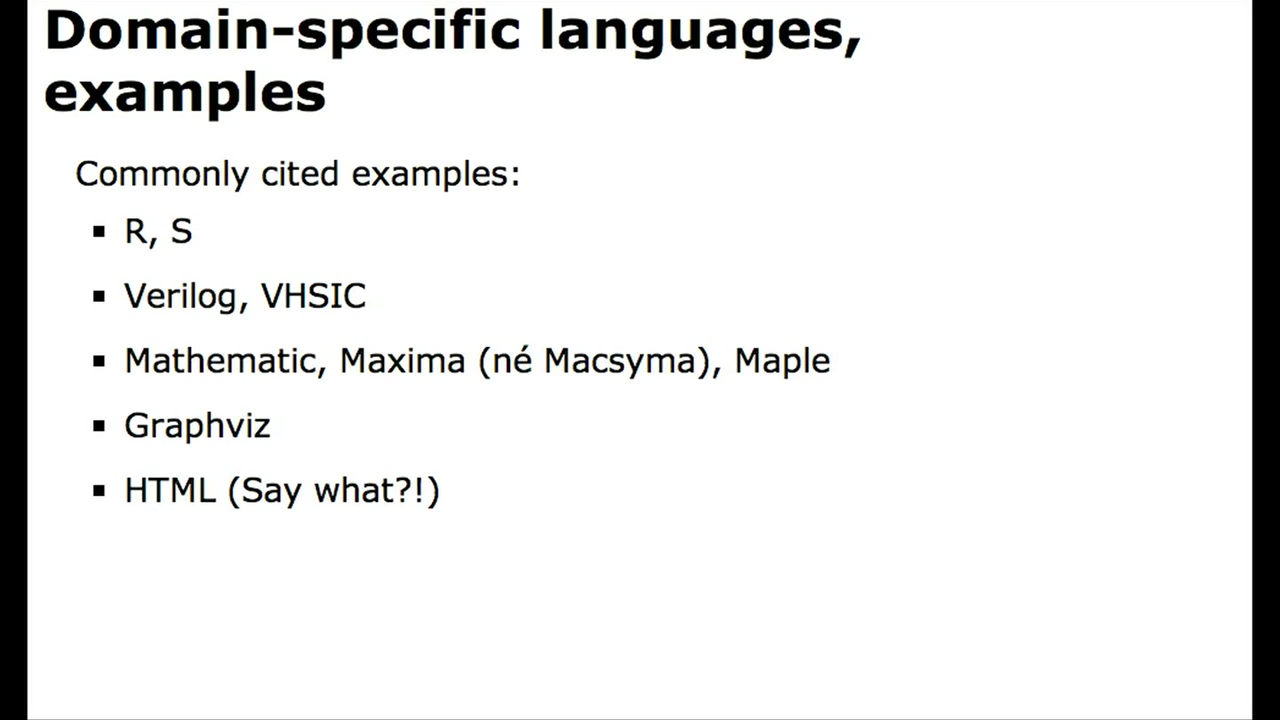 Domain-specific languages,
examples
Commonly cited examples:
▪ R, S
▪ Verilog, VHSIC
▪ Mathematic, Maxima (né Macsyma), Maple
▪ Graphviz
▪ HTML (Say what?!)